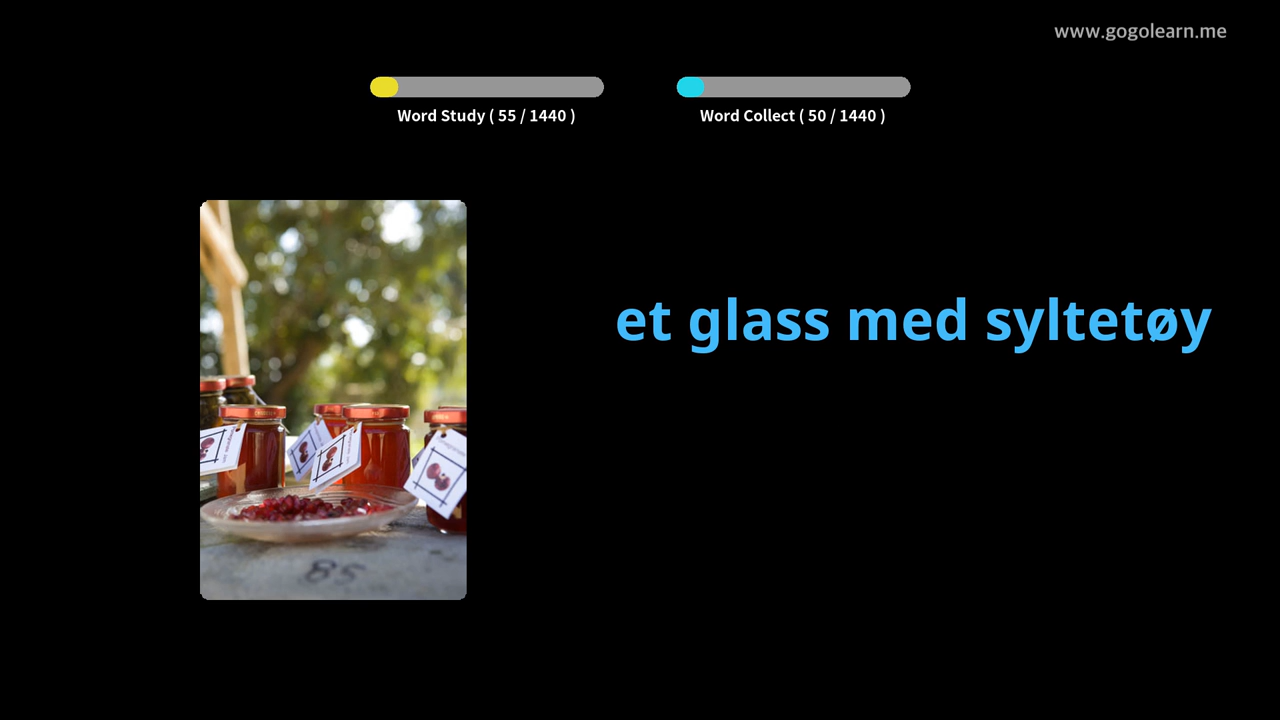 www.gogolearn.me
Word Study ( 55 / 1440 )
Word Collect ( 50 / 1440 )
et glass med syltetøy
85